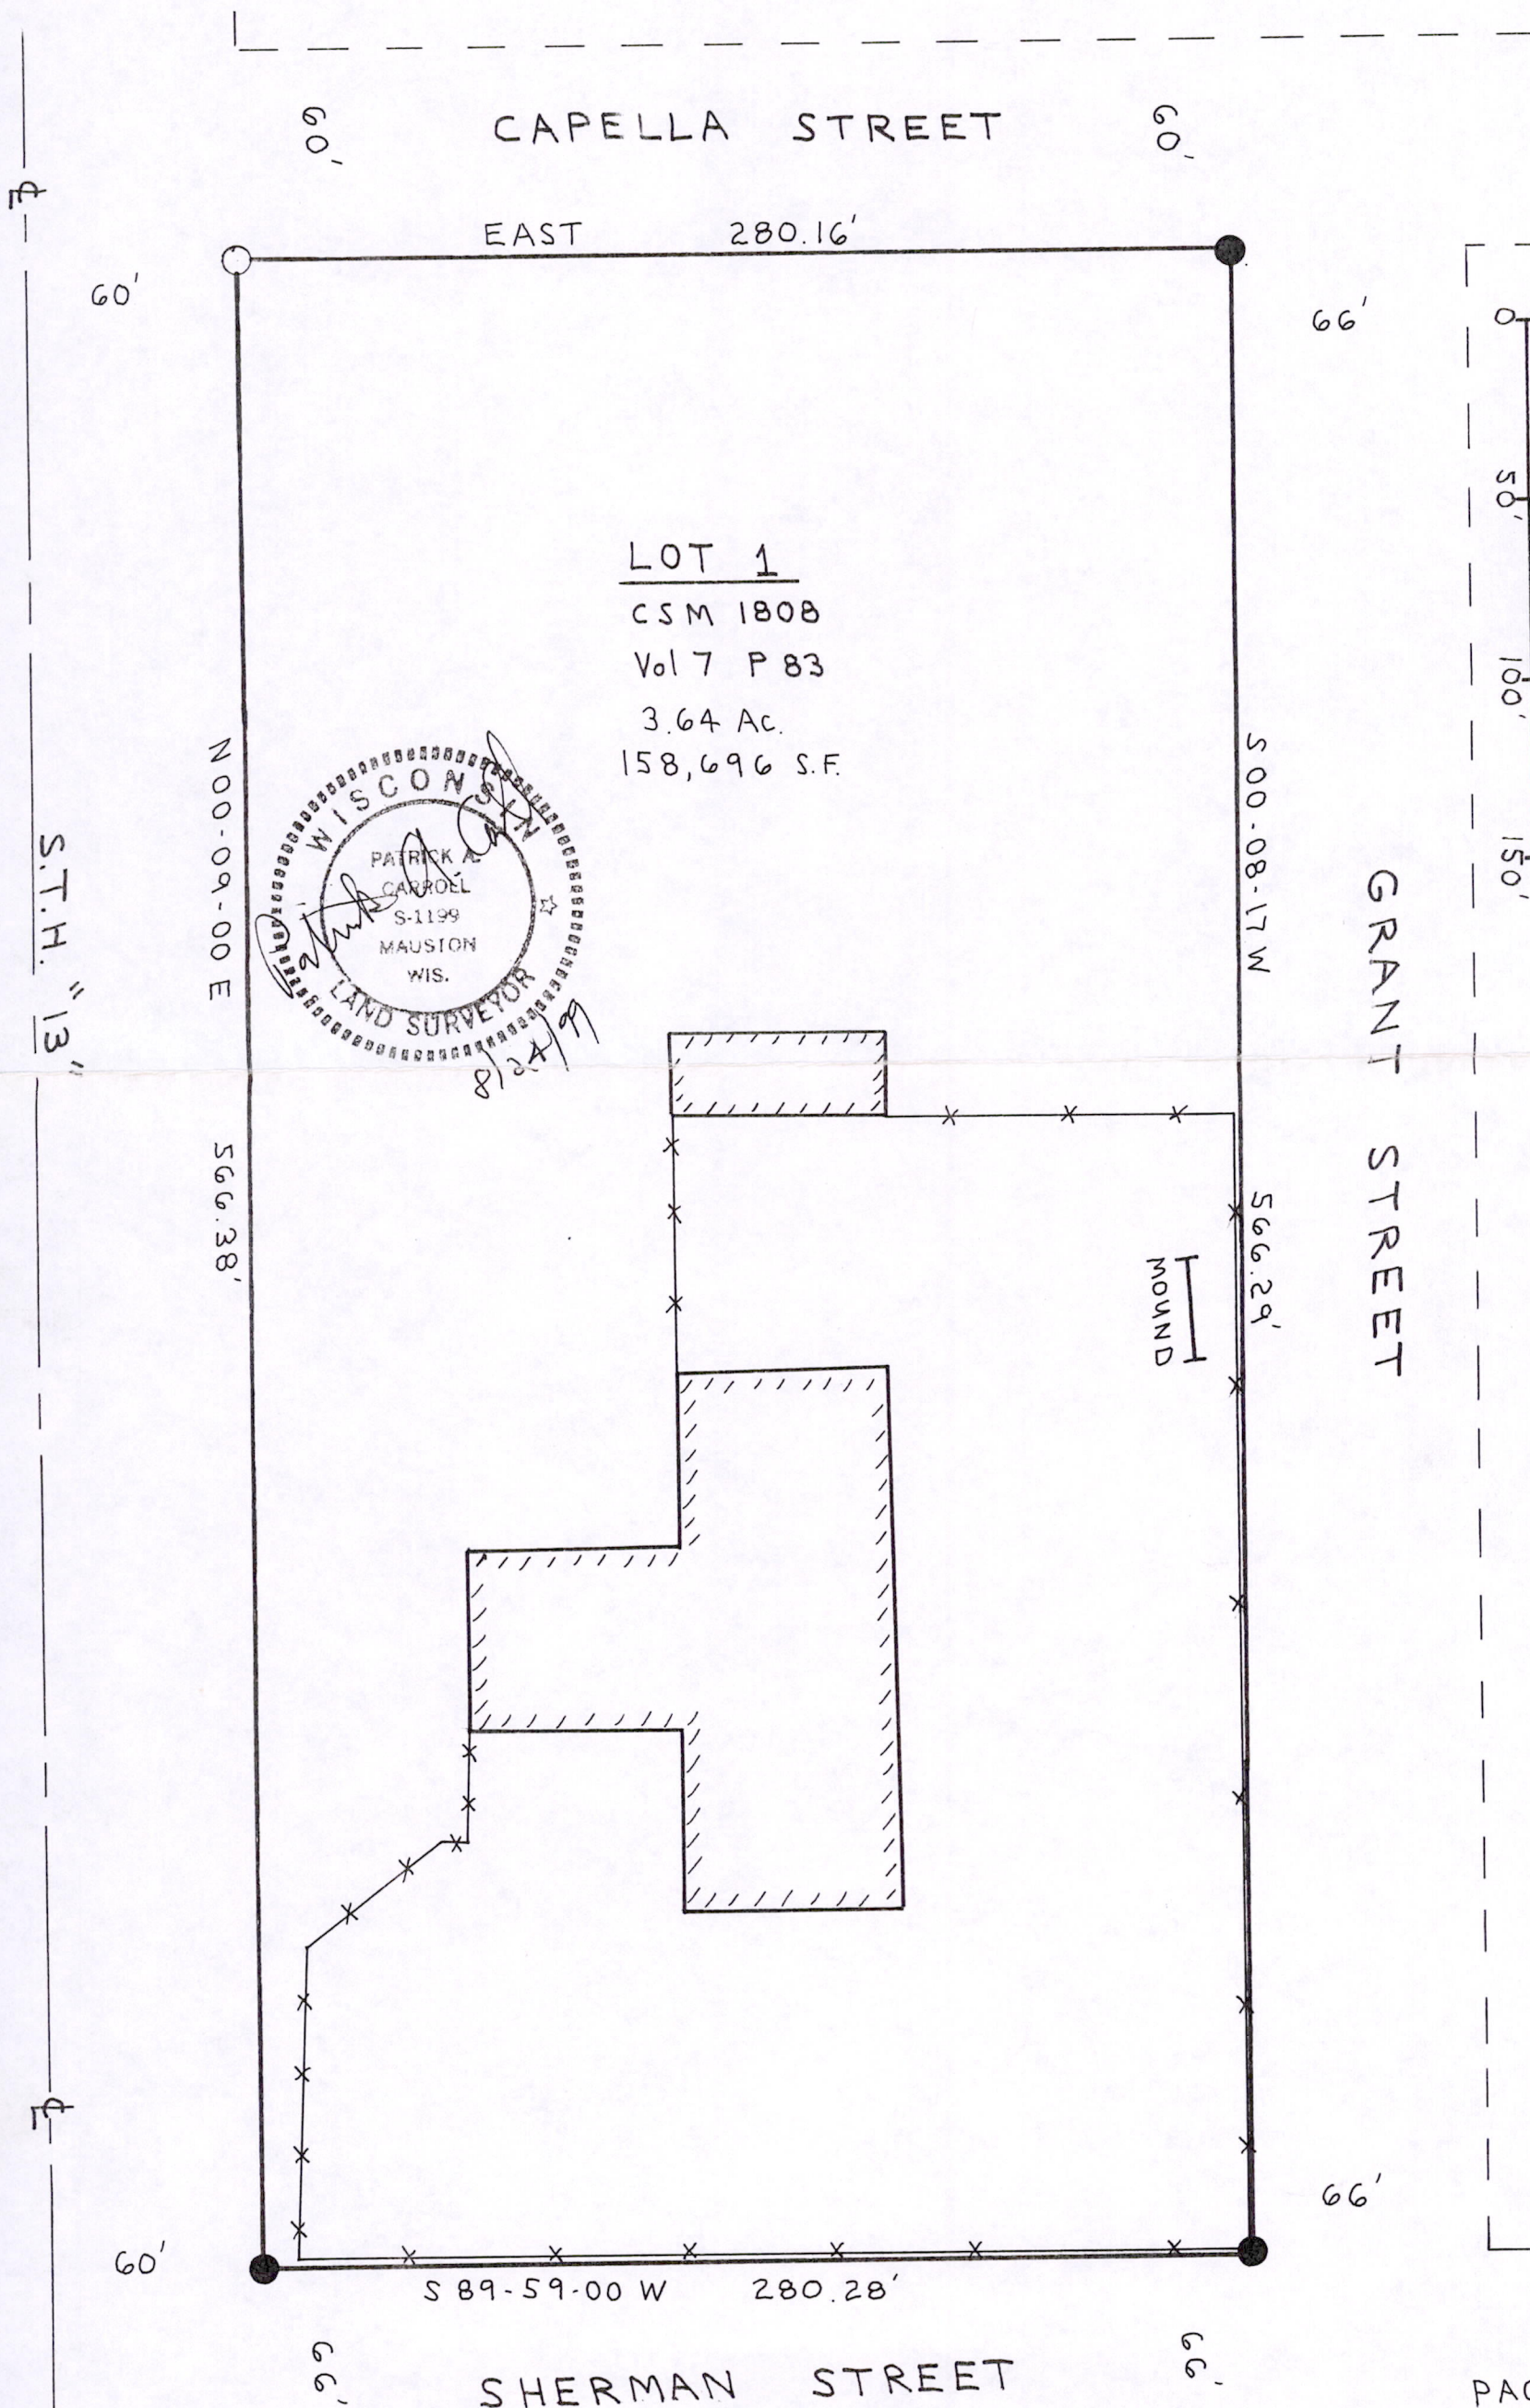 CAPELLA STREET
60'
60'
EAST 280.16'
℄
60'
66'
0
50'
100'
150'
LOT 1
CSM 1808
Vol 7 P 83
3.64 Ac.
158,696 S.F.
N 00-09-00 E
566.38'
S 00-08-17 W
566.29'
S.T.H. "13"
GRANT STREET
WISCONSIN
PATRICK A.
CARROLL
S-1199
MAUSTON
WIS.
LAND SURVEYOR
Patrick A. Carroll
8/24/99
MOUND
℄
66'
60'
S 89-59-00 W 280.28'
66'
66'
SHERMAN STREET